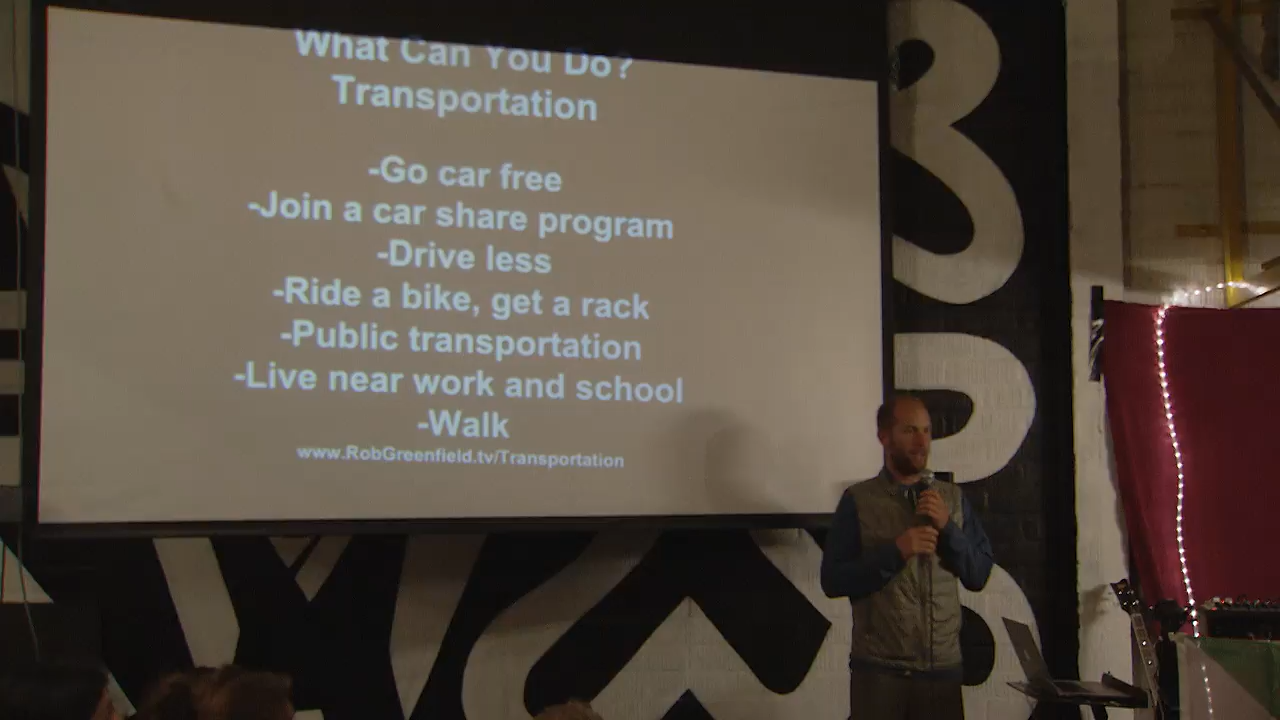 What Can You Do?
Transportation
-Go car free
-Join a car share program
-Drive less
-Ride a bike, get a rack
-Public transportation
-Live near work and school
-Walk
www.RobGreenfield.tv/Transportation